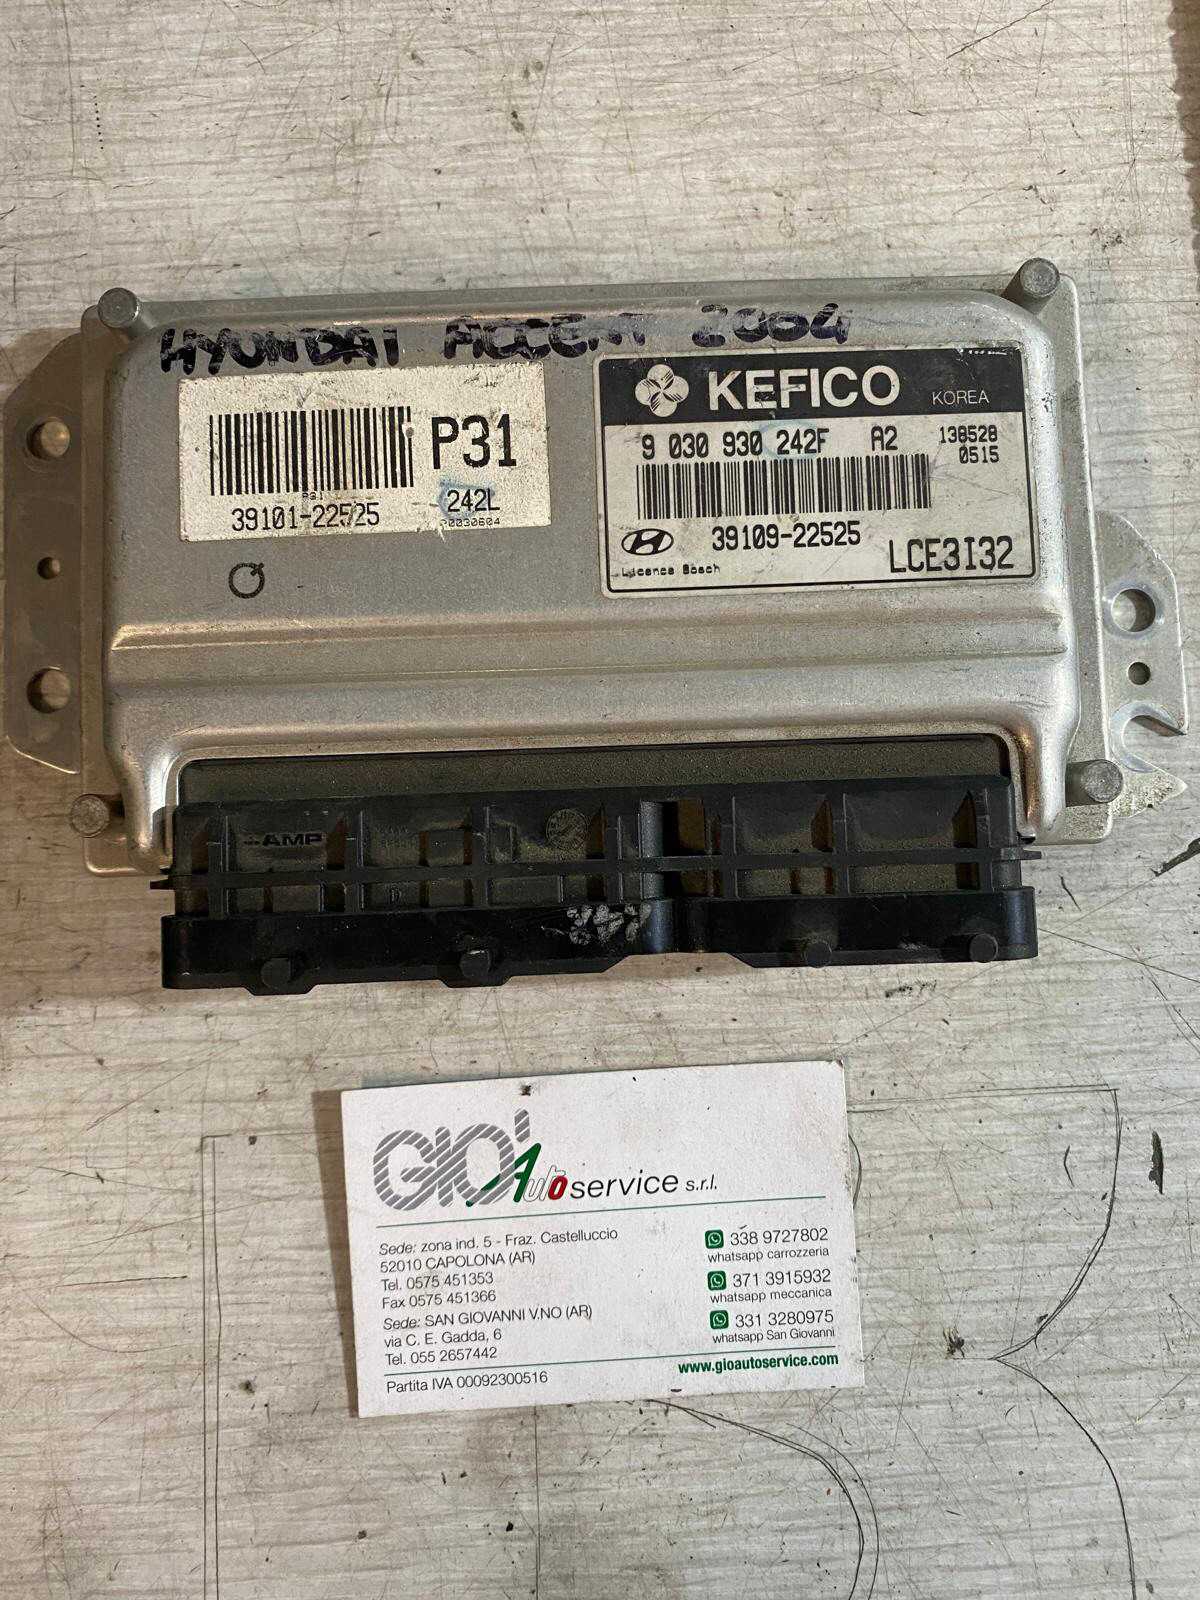 HYUNDAI ACCENT 2004
P31
P31
39101-22525
242L
20030604
KEFICO KOREA
9 030 930 242F A2
138528
0515
39109-22525
Licence Bosch
LCE3I32
AMP
GIO' Auto service s.r.l.
Sede: zona ind. 5 - Fraz. Castelluccio
52010 CAPOLONA (AR)
Tel. 0575 451353
Fax 0575 451366
Sede: SAN GIOVANNI V.NO (AR)
via C. E. Gadda, 6
Tel. 055 2657442
Partita IVA 00092300516
338 9727802
whatsapp carrozzeria
371 3915932
whatsapp meccanica
331 3280975
whatsapp San Giovanni
www.gioautoservice.com